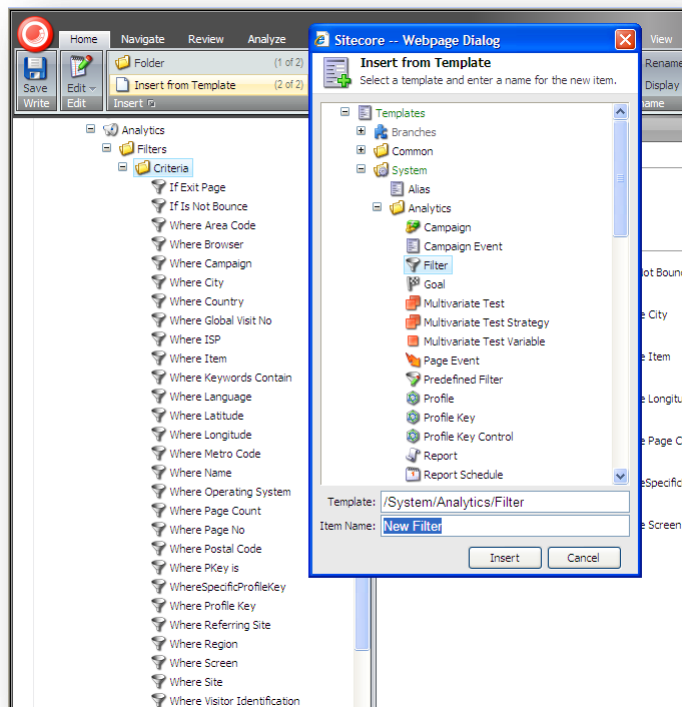 Home Navigate Review Analyze View
Save
Write
Edit
Edit
Folder (1 of 2)
Insert from Template (2 of 2)
Insert
Rename
Display
Analytics
Filters
Criteria
If Exit Page
If Is Not Bounce
Where Area Code
Where Browser
Where Campaign
Where City
Where Country
Where Global Visit No
Where ISP
Where Item
Where Keywords Contain
Where Language
Where Latitude
Where Longitude
Where Metro Code
Where Name
Where Operating System
Where Page Count
Where Page No
Where Postal Code
Where PKey is
WhereSpecificProfileKey
Where Profile Key
Where Referring Site
Where Region
Where Screen
Where Site
Where Visitor Identification
Sitecore -- Webpage Dialog
Insert from Template
Select a template and enter a name for the new item.
Templates
Branches
Common
System
Alias
Analytics
Campaign
Campaign Event
Filter
Goal
Multivariate Test
Multivariate Test Strategy
Multivariate Test Variable
Page Event
Predefined Filter
Profile
Profile Key
Profile Key Control
Report
Report Schedule
Template: /System/Analytics/Filter
Item Name: New Filter
Insert Cancel
City
Item
Page C
Screen